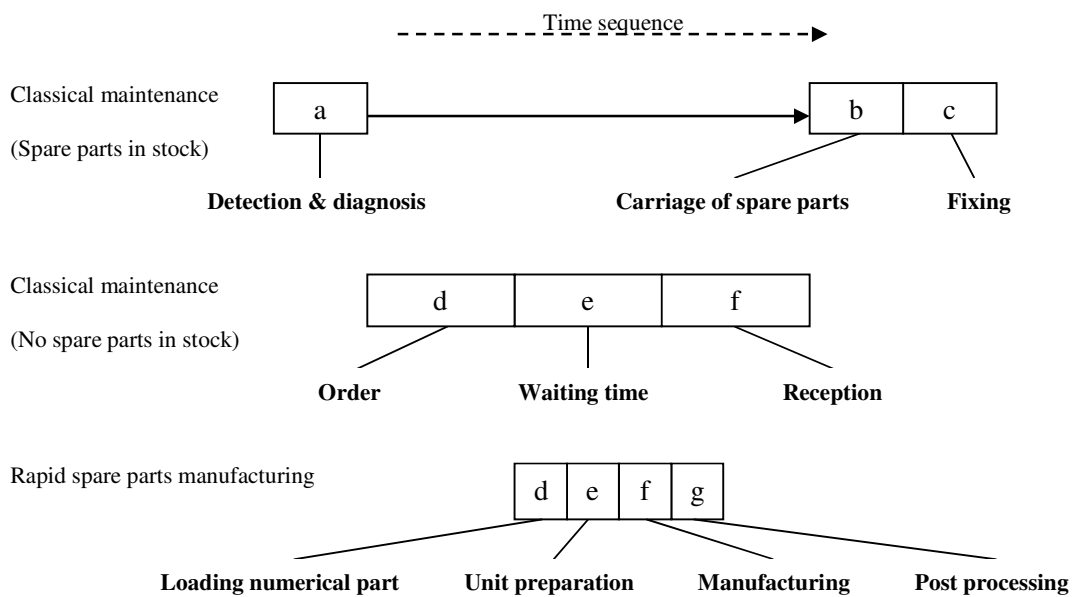 Time sequence
Classical maintenance
(Spare parts in stock)
a
b
c
Detection & diagnosis
Carriage of spare parts
Fixing
Classical maintenance
(No spare parts in stock)
d
e
f
Order
Waiting time
Reception
Rapid spare parts manufacturing
d
e
f
g
Loading numerical part
Unit preparation
Manufacturing
Post processing